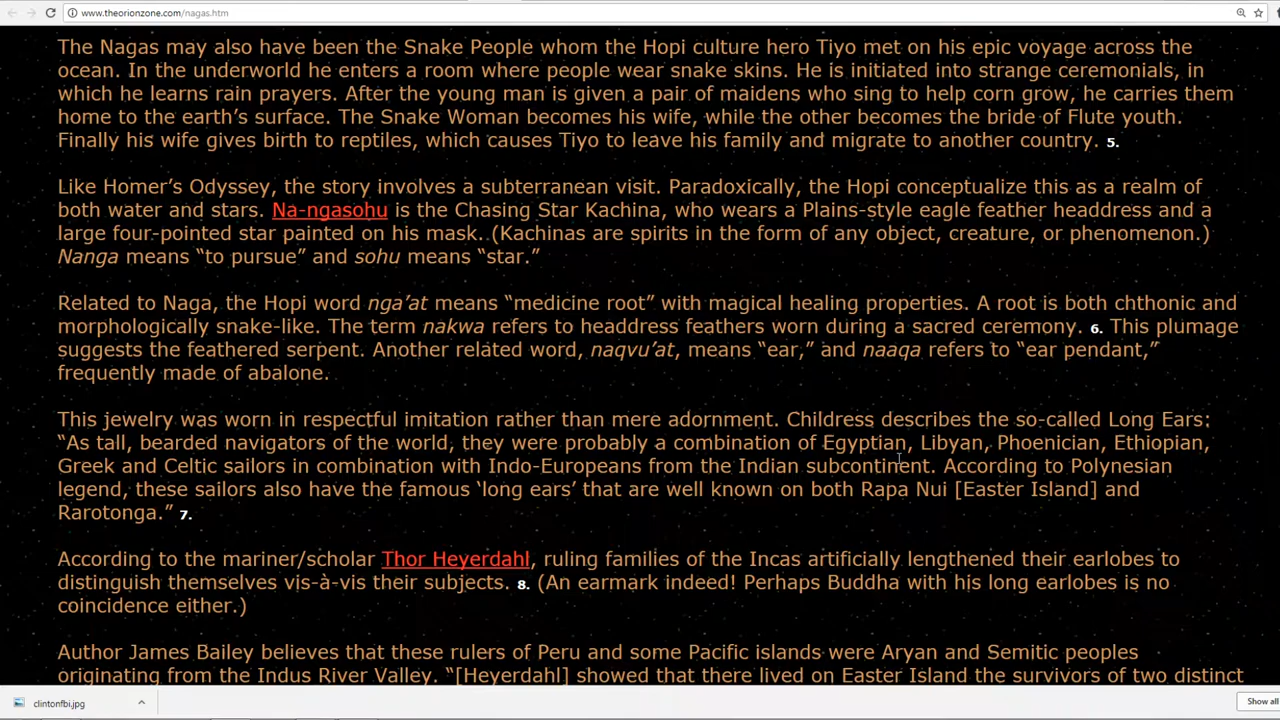 www.theorionzone.com/nagas.htm
The Nagas may also have been the Snake People whom the Hopi culture hero Tiyo met on his epic voyage across the
ocean. In the underworld he enters a room where people wear snake skins. He is initiated into strange ceremonials, in
which he learns rain prayers. After the young man is given a pair of maidens who sing to help corn grow, he carries them
home to the earth’s surface. The Snake Woman becomes his wife, while the other becomes the bride of Flute youth.
Finally his wife gives birth to reptiles, which causes Tiyo to leave his family and migrate to another country. 5.
Like Homer’s Odyssey, the story involves a subterranean visit. Paradoxically, the Hopi conceptualize this as a realm of
both water and stars. Na-ngasohu is the Chasing Star Kachina, who wears a Plains-style eagle feather headdress and a
large four-pointed star painted on his mask. (Kachinas are spirits in the form of any object, creature, or phenomenon.)
Nanga means “to pursue” and sohu means “star.”
Related to Naga, the Hopi word nga’at means “medicine root” with magical healing properties. A root is both chthonic and
morphologically snake-like. The term nakwa refers to headdress feathers worn during a sacred ceremony. 6. This plumage
suggests the feathered serpent. Another related word, naqvu’at, means “ear,” and naaqa refers to “ear pendant,”
frequently made of abalone.
This jewelry was worn in respectful imitation rather than mere adornment. Childress describes the so-called Long Ears:
“As tall, bearded navigators of the world, they were probably a combination of Egyptian, Libyan, Phoenician, Ethiopian,
Greek and Celtic sailors in combination with Indo-Europeans from the Indian subcontinent. According to Polynesian
legend, these sailors also have the famous ‘long ears’ that are well known on both Rapa Nui [Easter Island] and
Rarotonga.” 7.
According to the mariner/scholar Thor Heyerdahl, ruling families of the Incas artificially lengthened their earlobes to
distinguish themselves vis-à-vis their subjects. 8. (An earmark indeed! Perhaps Buddha with his long earlobes is no
coincidence either.)
Author James Bailey believes that these rulers of Peru and some Pacific islands were Aryan and Semitic peoples
originating from the Indus River Valley. “[Heyerdahl] showed that there lived on Easter Island the survivors of two distinct
clintonfbi.jpg
Show all